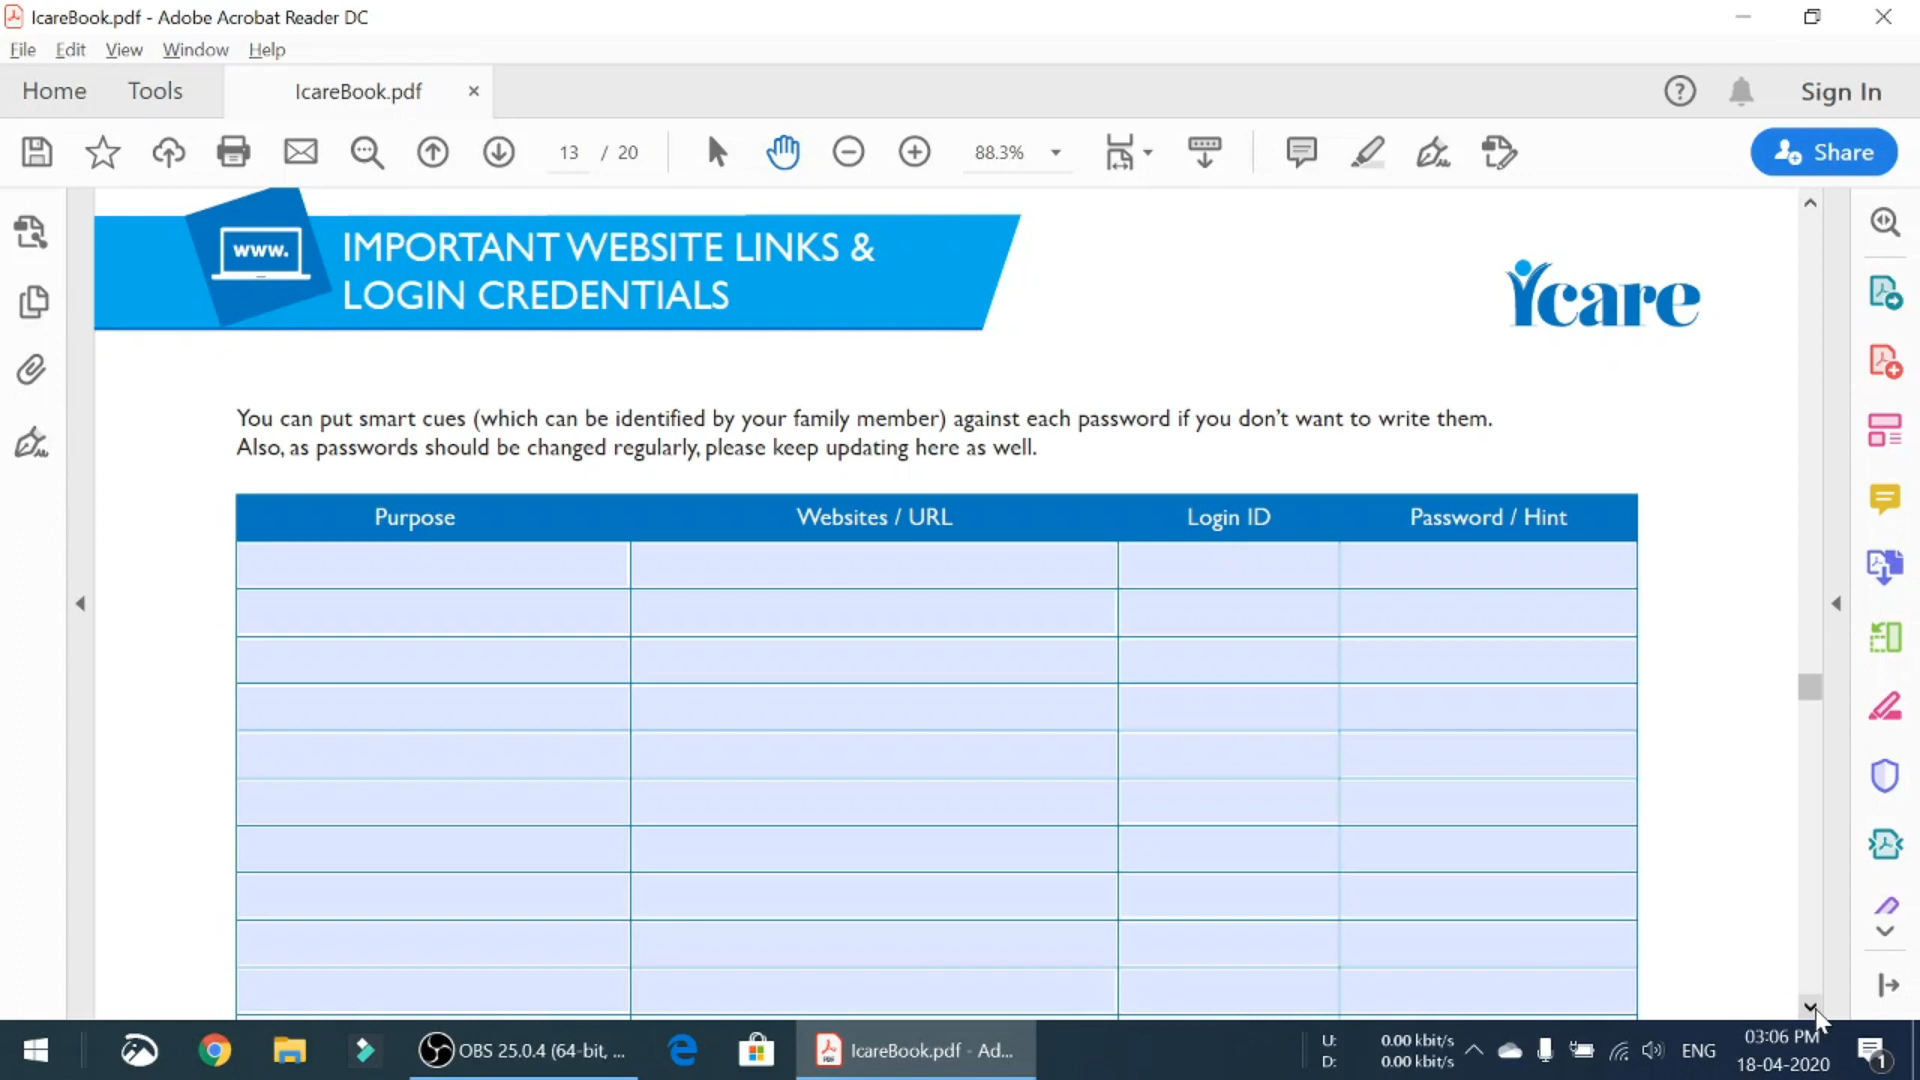 IcareBook.pdf - Adobe Acrobat Reader DC
File Edit View Window Help
Home Tools IcareBook.pdf × Sign In
13 / 20 88.3% Share
www.
IMPORTANT WEBSITE LINKS &
LOGIN CREDENTIALS
Icare
You can put smart cues (which can be identified by your family member) against each password if you don't want to write them.
Also, as passwords should be changed regularly, please keep updating here as well.
Purpose Websites / URL Login ID Password / Hint
OBS 25.0.4 (64-bit, ... IcareBook.pdf - Ad...
U: 0.00 kbit/s
D: 0.00 kbit/s
ENG
03:06 PM
18-04-2020
1